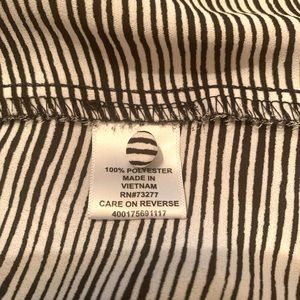 100% POLYESTER
MADE IN
VIETNAM
RN#73277
CARE ON REVERSE
400175691117